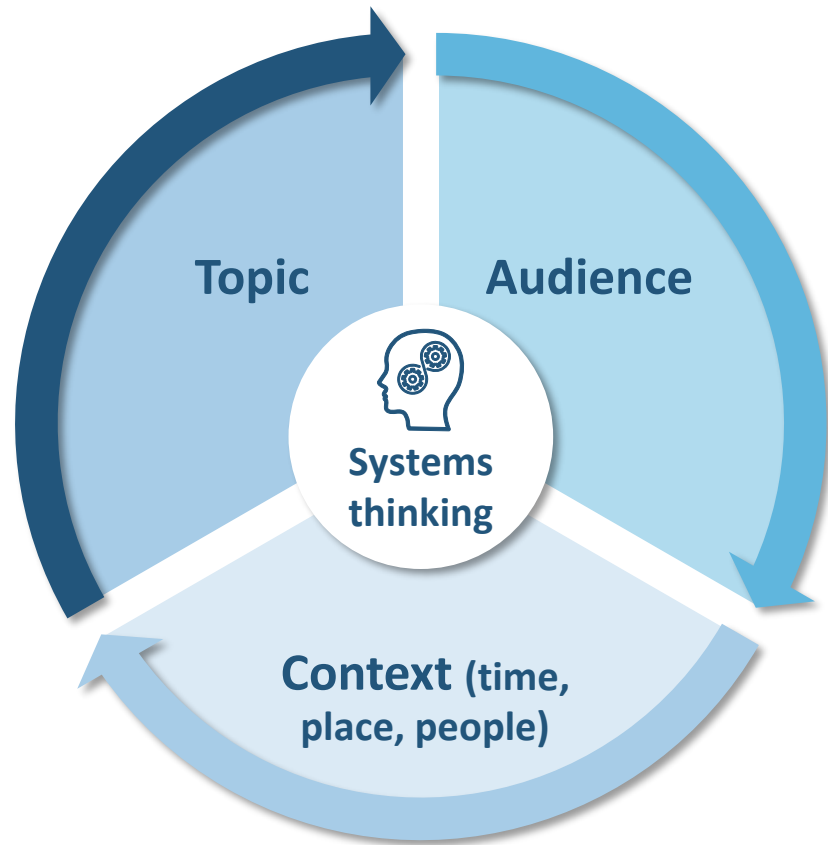 Topic
Audience
Systems
thinking
Context (time,
place, people)